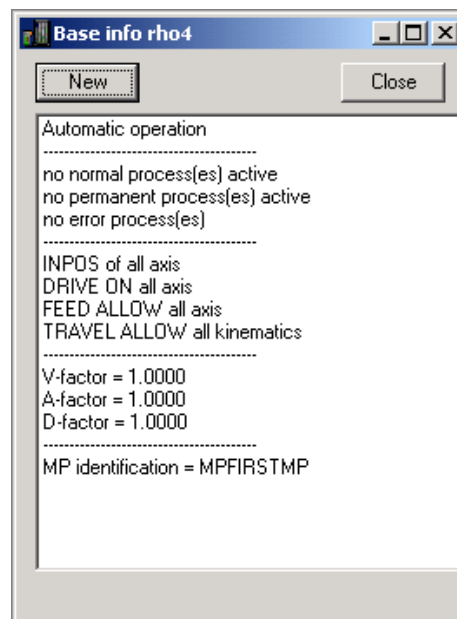 Base info rho4
New Close
Automatic operation
----------------------------------------
no normal process(es) active
no permanent process(es) active
no error process(es)
----------------------------------------
INPOS of all axis
DRIVE ON all axis
FEED ALLOW all axis
TRAVEL ALLOW all kinematics
----------------------------------------
V-factor = 1.0000
A-factor = 1.0000
D-factor = 1.0000
----------------------------------------
MP identification = MPFIRSTMP